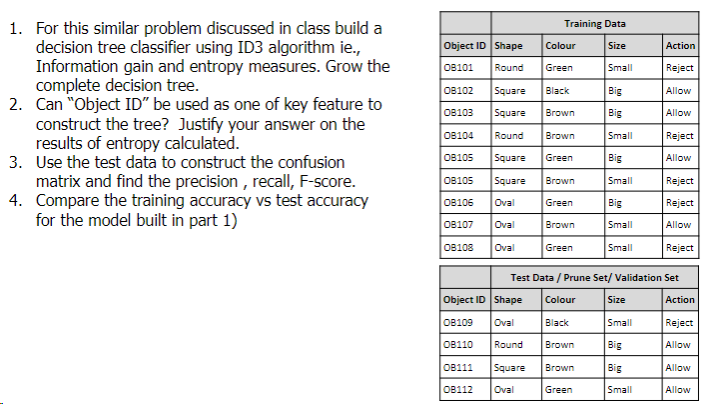 1. For this similar problem discussed in class build a
decision tree classifier using ID3 algorithm ie.,
Information gain and entropy measures. Grow the
complete decision tree.
2. Can “Object ID” be used as one of key feature to
construct the tree? Justify your answer on the
results of entropy calculated.
3. Use the test data to construct the confusion
matrix and find the precision , recall, F-score.
4. Compare the training accuracy vs test accuracy
for the model built in part 1)
Training Data
Object ID Shape Colour Size Action
OB101 Round Green Small Reject
OB102 Square Black Big Allow
OB103 Square Brown Big Allow
OB104 Round Brown Small Reject
OB105 Square Green Big Allow
OB105 Square Brown Small Reject
OB106 Oval Green Big Reject
OB107 Oval Brown Small Allow
OB108 Oval Green Small Reject
Test Data / Prune Set/ Validation Set
Object ID Shape Colour Size Action
OB109 Oval Black Small Reject
OB110 Round Brown Big Allow
OB111 Square Brown Big Allow
OB112 Oval Green Small Allow